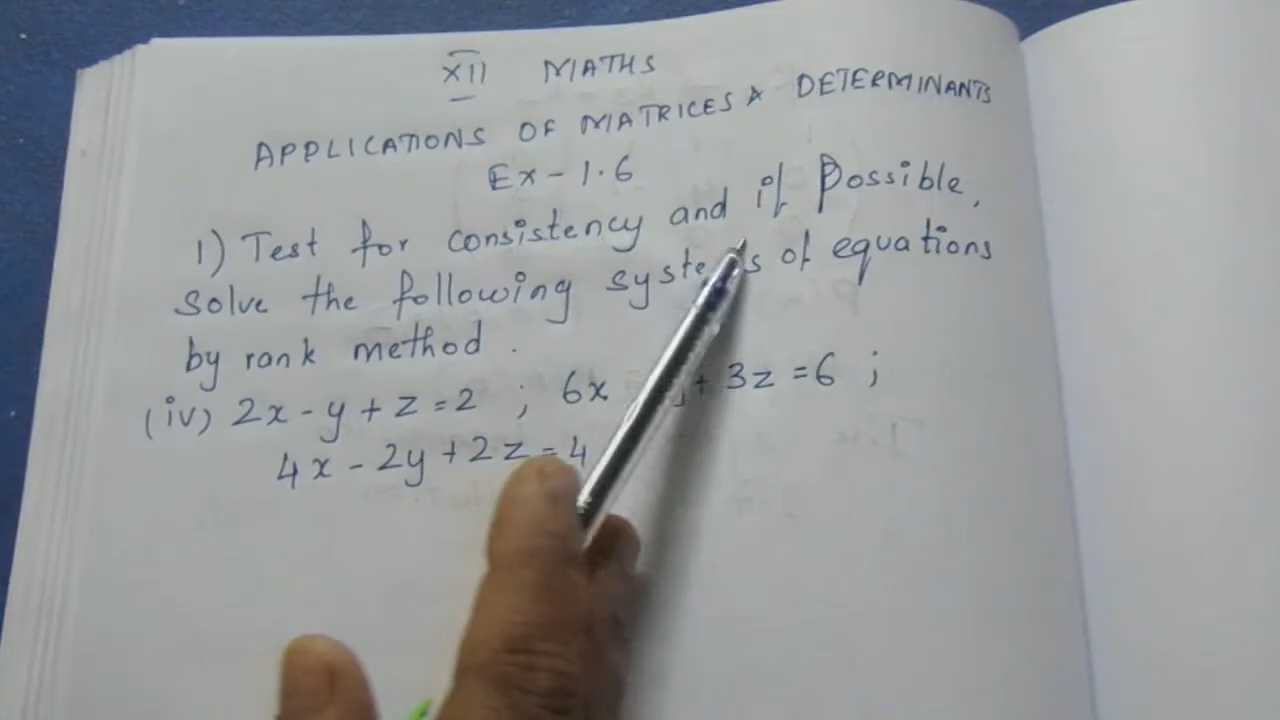 XII MATHS
APPLICATIONS OF MATRICES & DETERMINANTS
Ex - 1.6
1) Test for consistency and if Possible,
solve the following systems of equations
by rank method.
(iv) 2x - y + z = 2 ; 6x + 3z = 6 ;
4x - 2y + 2z = 4